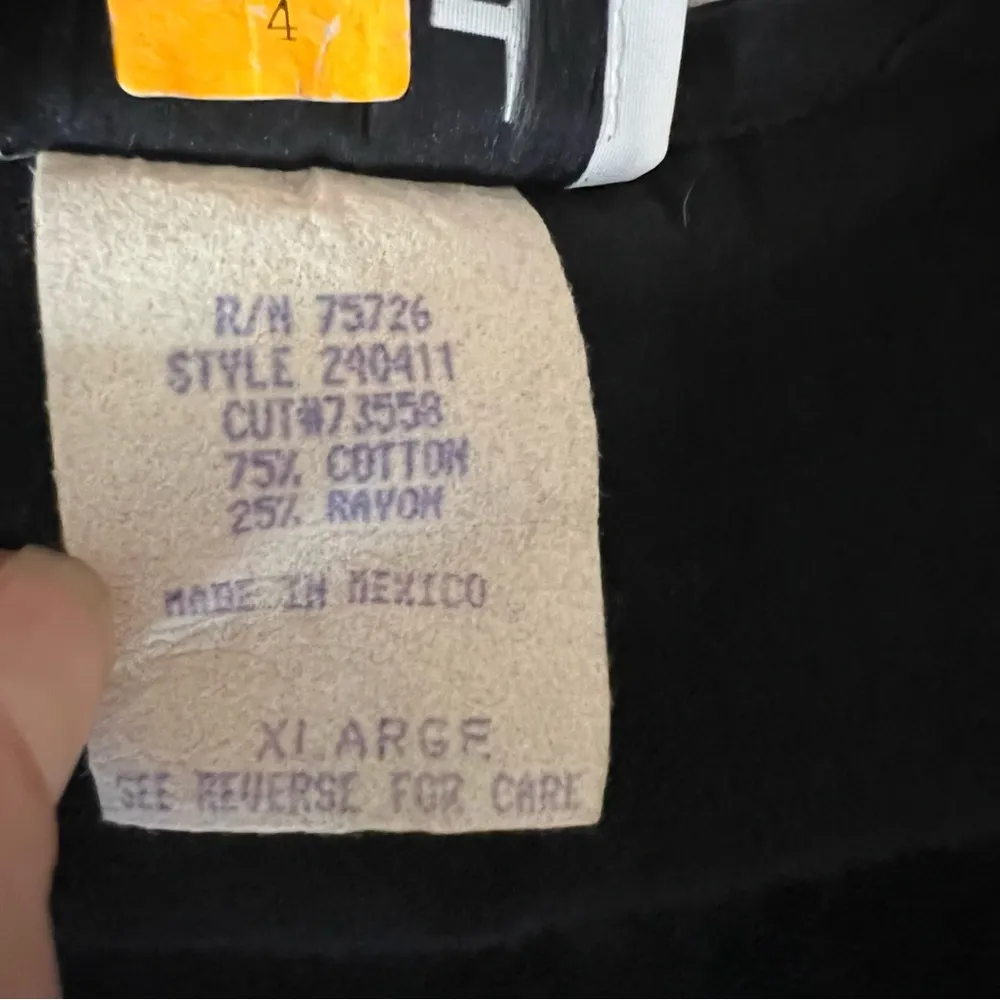 4
R/N 75726
STYLE 240411
CUT#73558
75% COTTON
25% RAYON
MADE IN MEXICO
XLARGE
SEE REVERSE FOR CARE